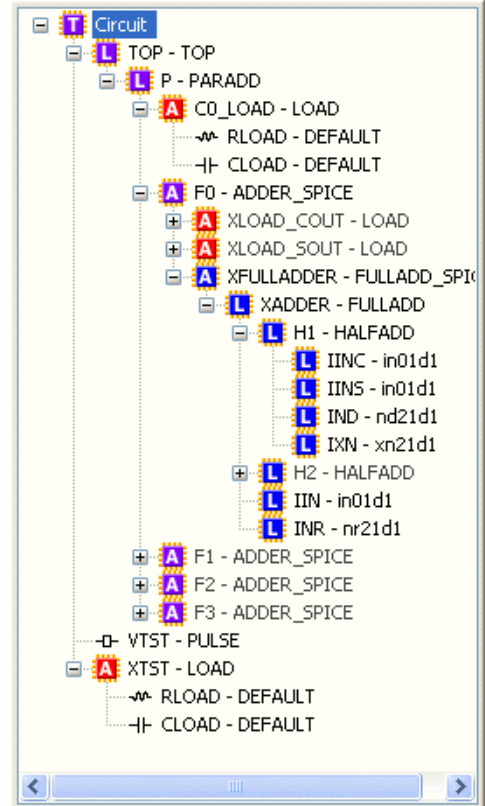 T Circuit
L TOP - TOP
L P - PARADD
A C0_LOAD - LOAD
RLOAD - DEFAULT
CLOAD - DEFAULT
A F0 - ADDER_SPICE
A XLOAD_COUT - LOAD
A XLOAD_SOUT - LOAD
A XFULLADDER - FULLADD_SPI
L XADDER - FULLADD
L H1 - HALFADD
L IINC - in01d1
L IINS - in01d1
L IND - nd21d1
L IXN - xn21d1
L H2 - HALFADD
L IIN - in01d1
L INR - nr21d1
A F1 - ADDER_SPICE
A F2 - ADDER_SPICE
A F3 - ADDER_SPICE
VTST - PULSE
A XTST - LOAD
RLOAD - DEFAULT
CLOAD - DEFAULT